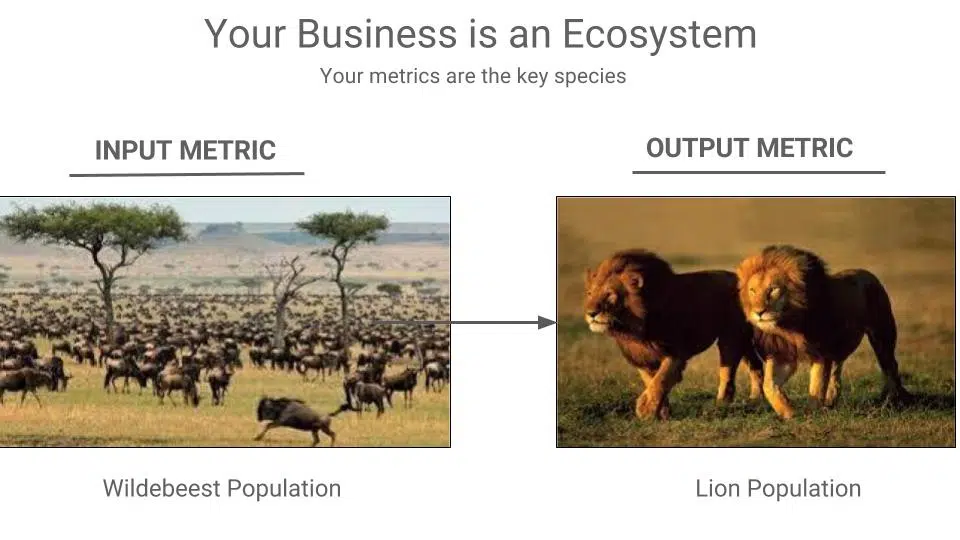 Your Business is an Ecosystem
Your metrics are the key species
INPUT METRIC
OUTPUT METRIC
Wildebeest Population
Lion Population